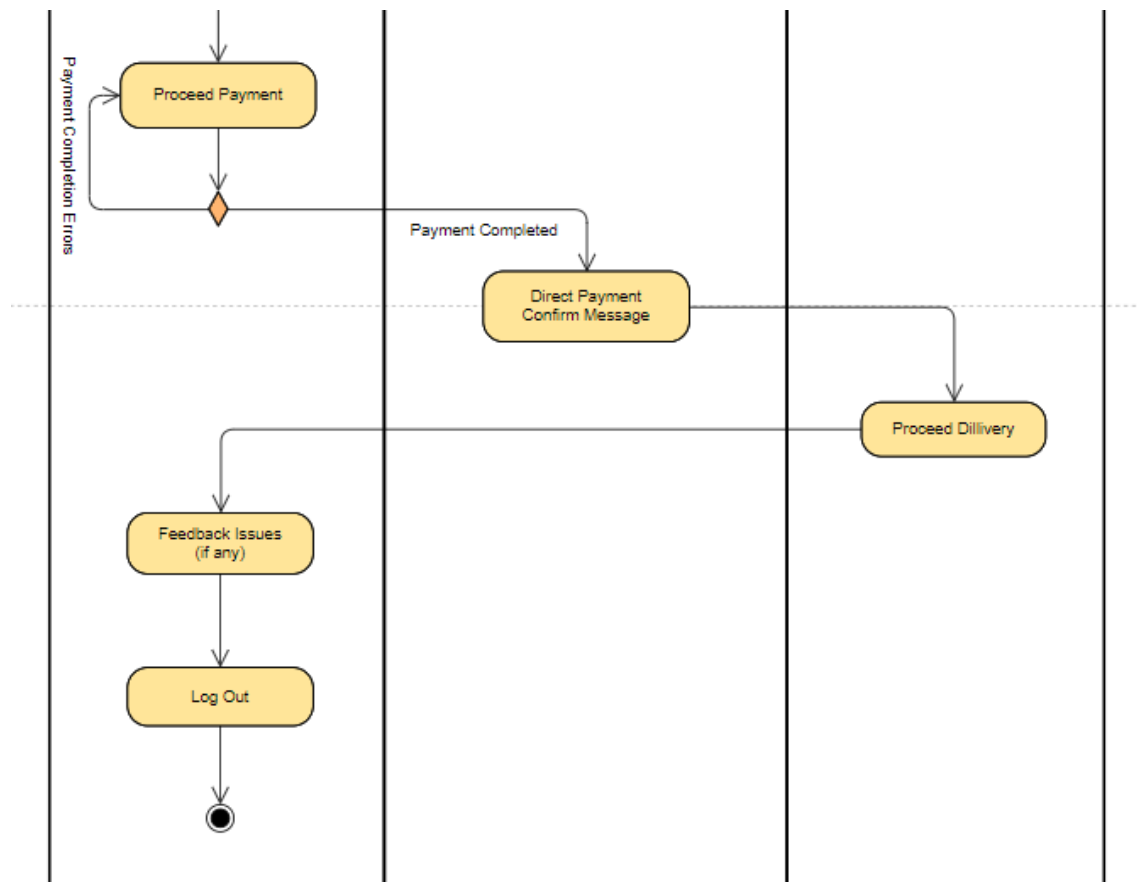 Proceed Payment
Payment Completion Errors
Payment Completed
Direct Payment
Confirm Message
Proceed Dillivery
Feedback Issues
(if any)
Log Out